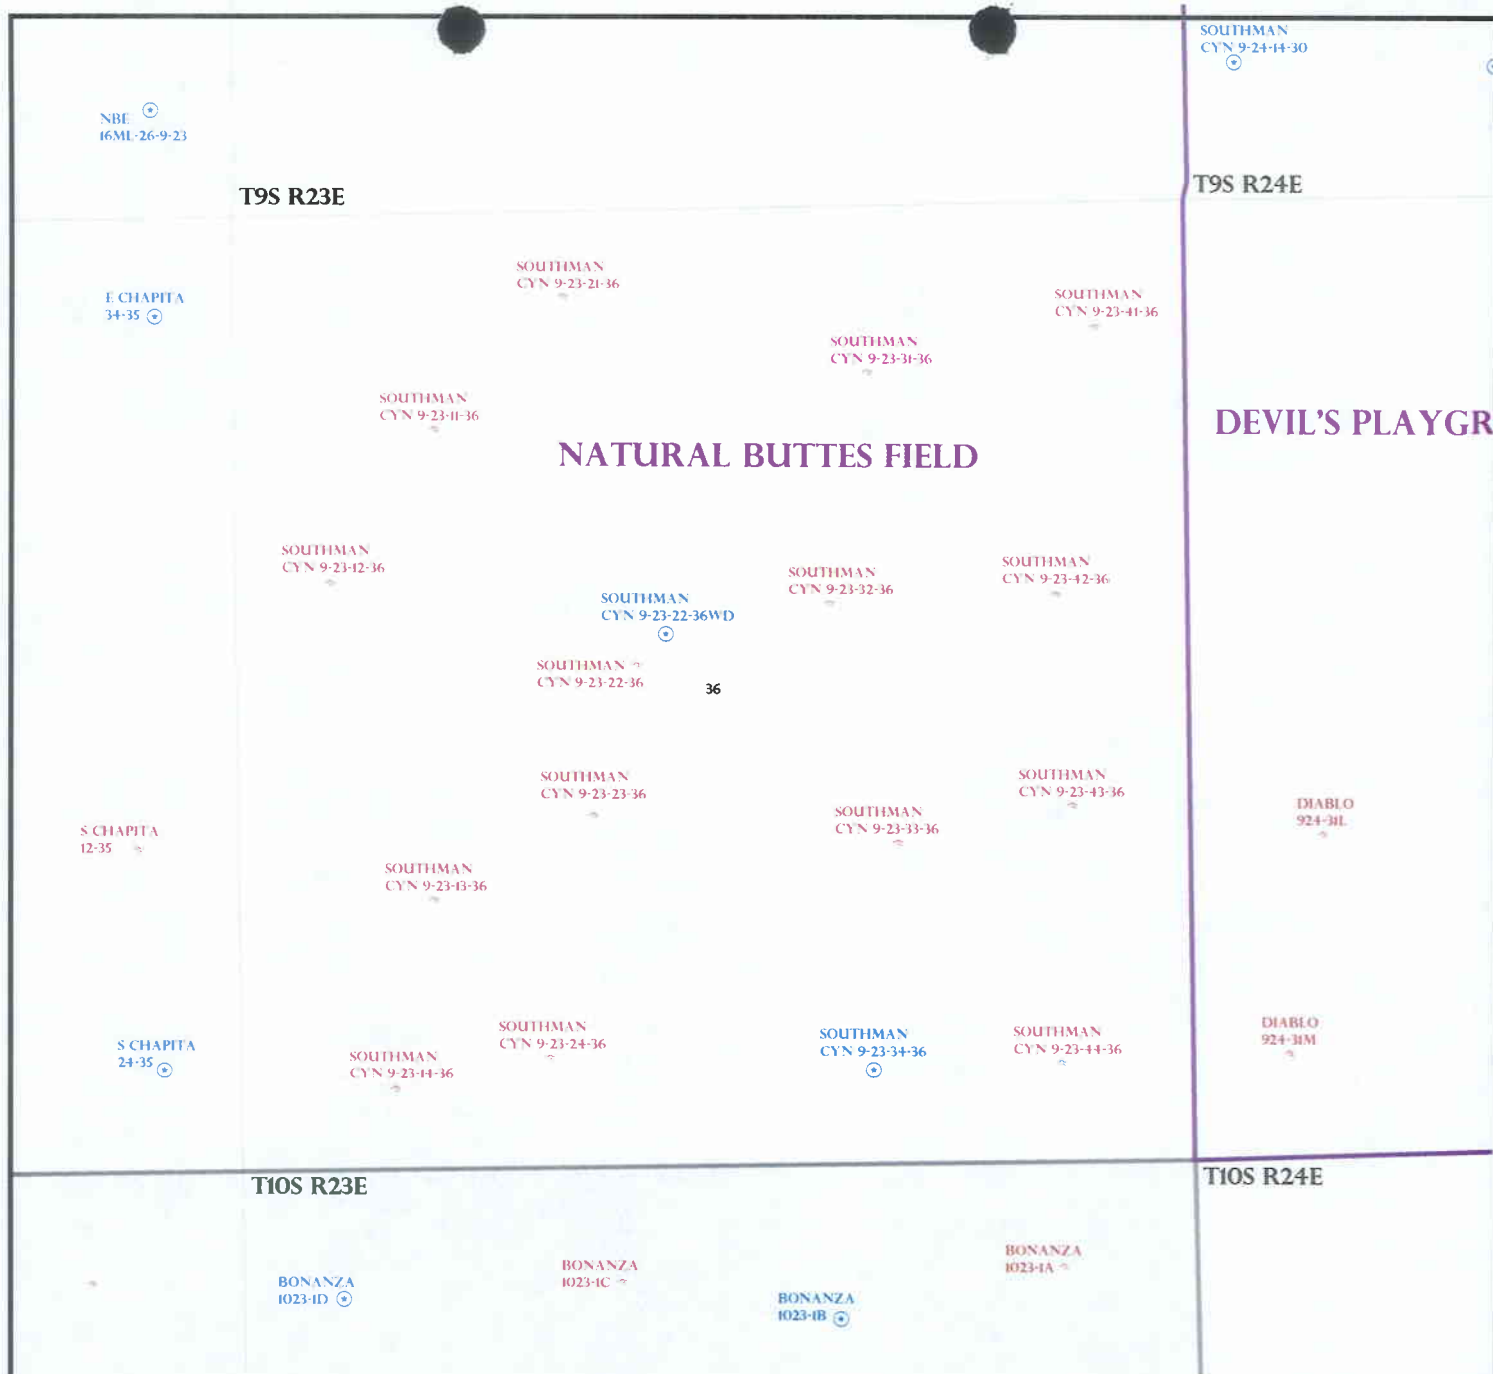 SOUTHMAN
CYN 9-24-14-30
NBE
16ML-26-9-23
T9S R23E
T9S R24E
SOUTHMAN
CYN 9-23-21-36
E CHAPITA
34-35
SOUTHMAN
CYN 9-23-41-36
SOUTHMAN
CYN 9-23-31-36
SOUTHMAN
CYN 9-23-11-36
DEVIL'S PLAYGR
NATURAL BUTTES FIELD
SOUTHMAN
CYN 9-23-12-36
SOUTHMAN
CYN 9-23-32-36
SOUTHMAN
CYN 9-23-42-36
SOUTHMAN
CYN 9-23-22-36WD
SOUTHMAN
CYN 9-23-22-36
36
SOUTHMAN
CYN 9-23-23-36
SOUTHMAN
CYN 9-23-43-36
SOUTHMAN
CYN 9-23-33-36
DIABLO
924-31L
S CHAPITA
12-35
SOUTHMAN
CYN 9-23-13-36
SOUTHMAN
CYN 9-23-24-36
SOUTHMAN
CYN 9-23-34-36
SOUTHMAN
CYN 9-23-44-36
DIABLO
924-31M
S CHAPITA
24-35
SOUTHMAN
CYN 9-23-14-36
T10S R23E
T10S R24E
BONANZA
1023-1A
BONANZA
1023-1C
BONANZA
1023-1D
BONANZA
1023-1B